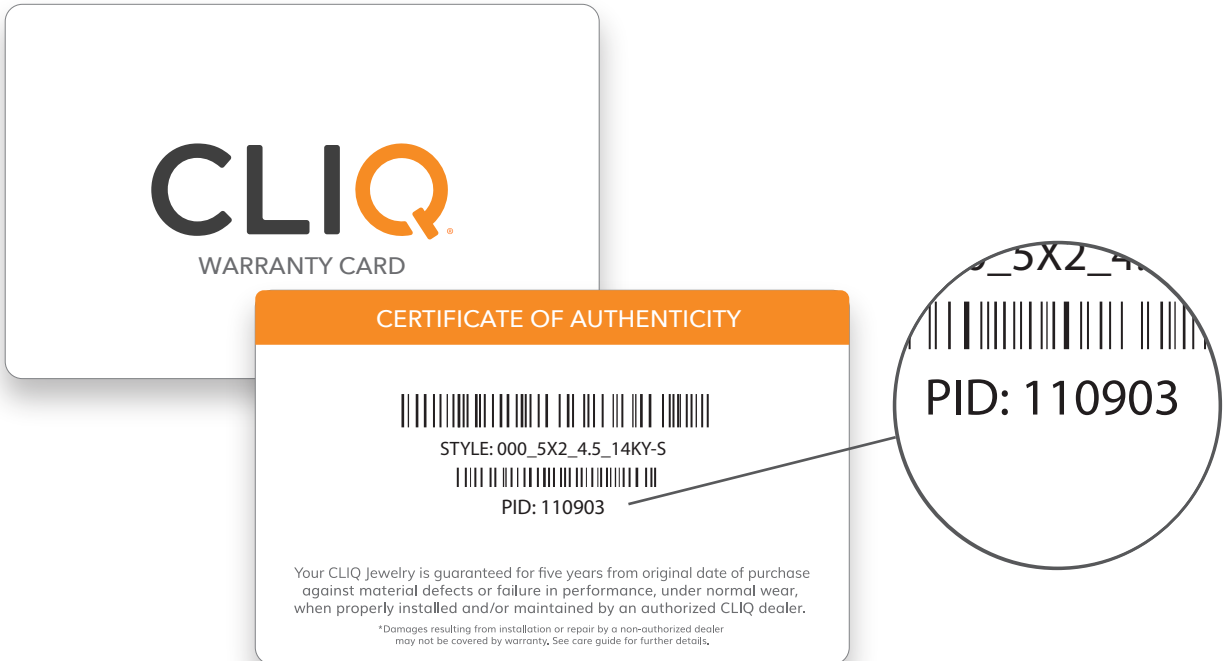 CLIQ®
WARRANTY CARD
CERTIFICATE OF AUTHENTICITY
STYLE: 000_5X2_4.5_14KY-S
PID: 110903
Your CLIQ Jewelry is guaranteed for five years from original date of purchase
against material defects or failure in performance, under normal wear,
when properly installed and/or maintained by an authorized CLIQ dealer.
*Damages resulting from installation or repair by a non-authorized dealer
may not be covered by warranty. See care guide for further details.
_5X2_4.
PID: 110903